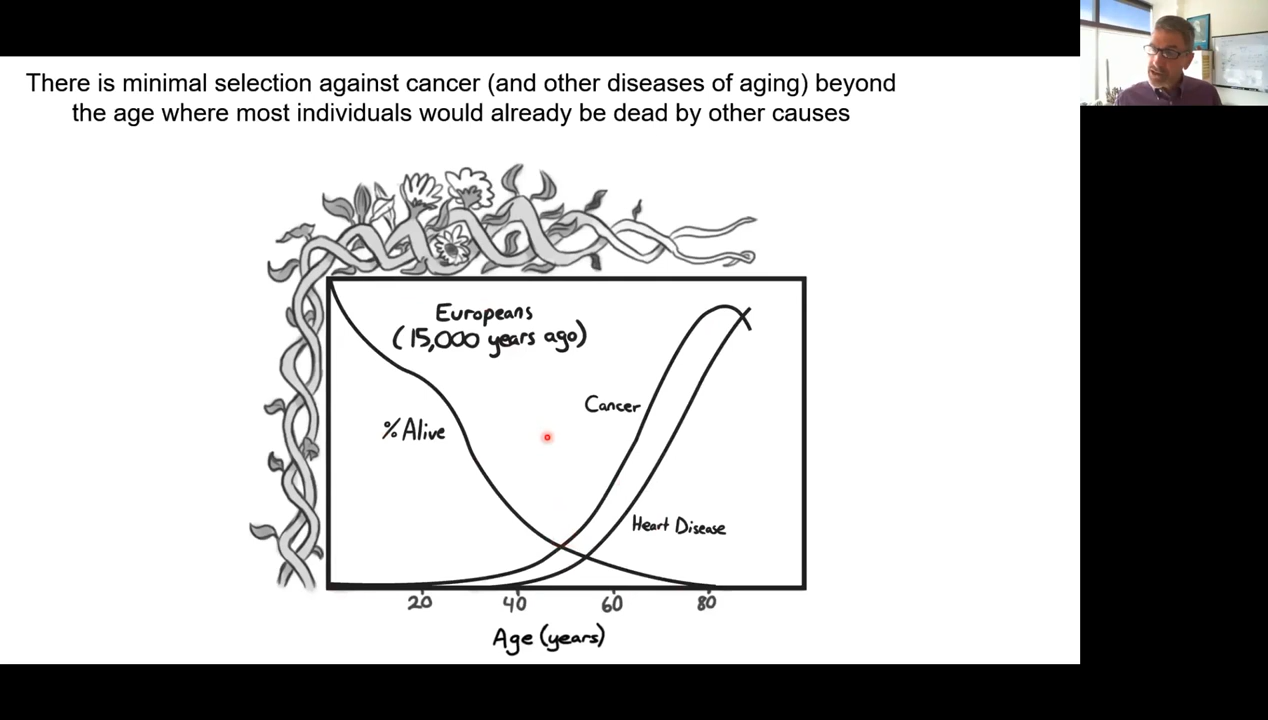 There is minimal selection against cancer (and other diseases of aging) beyond
the age where most individuals would already be dead by other causes
Europeans
(15,000 years ago)
Cancer
% Alive
Heart Disease
20 40 60 80
Age (years)